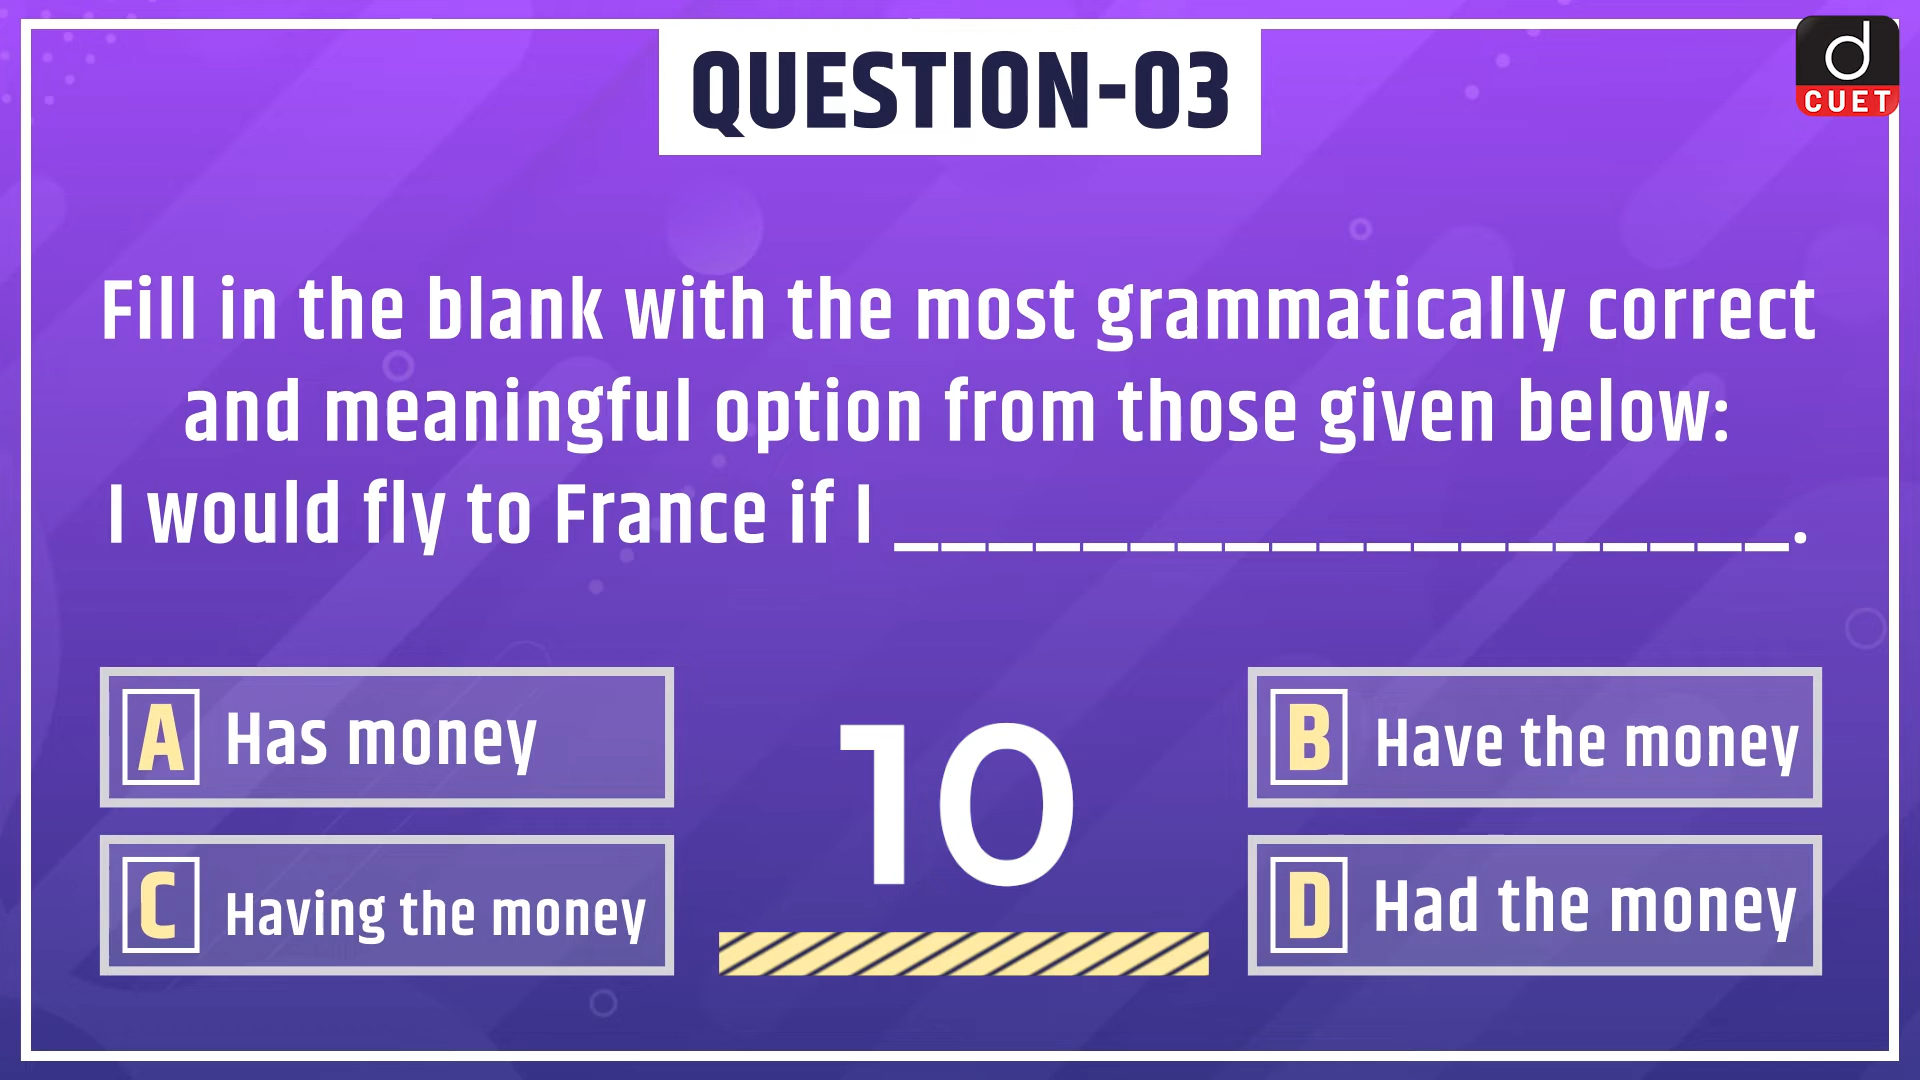 QUESTION-03
d
CUET
Fill in the blank with the most grammatically correct
and meaningful option from those given below:
I would fly to France if I ___________________.
A Has money
B Have the money
10
C Having the money
D Had the money